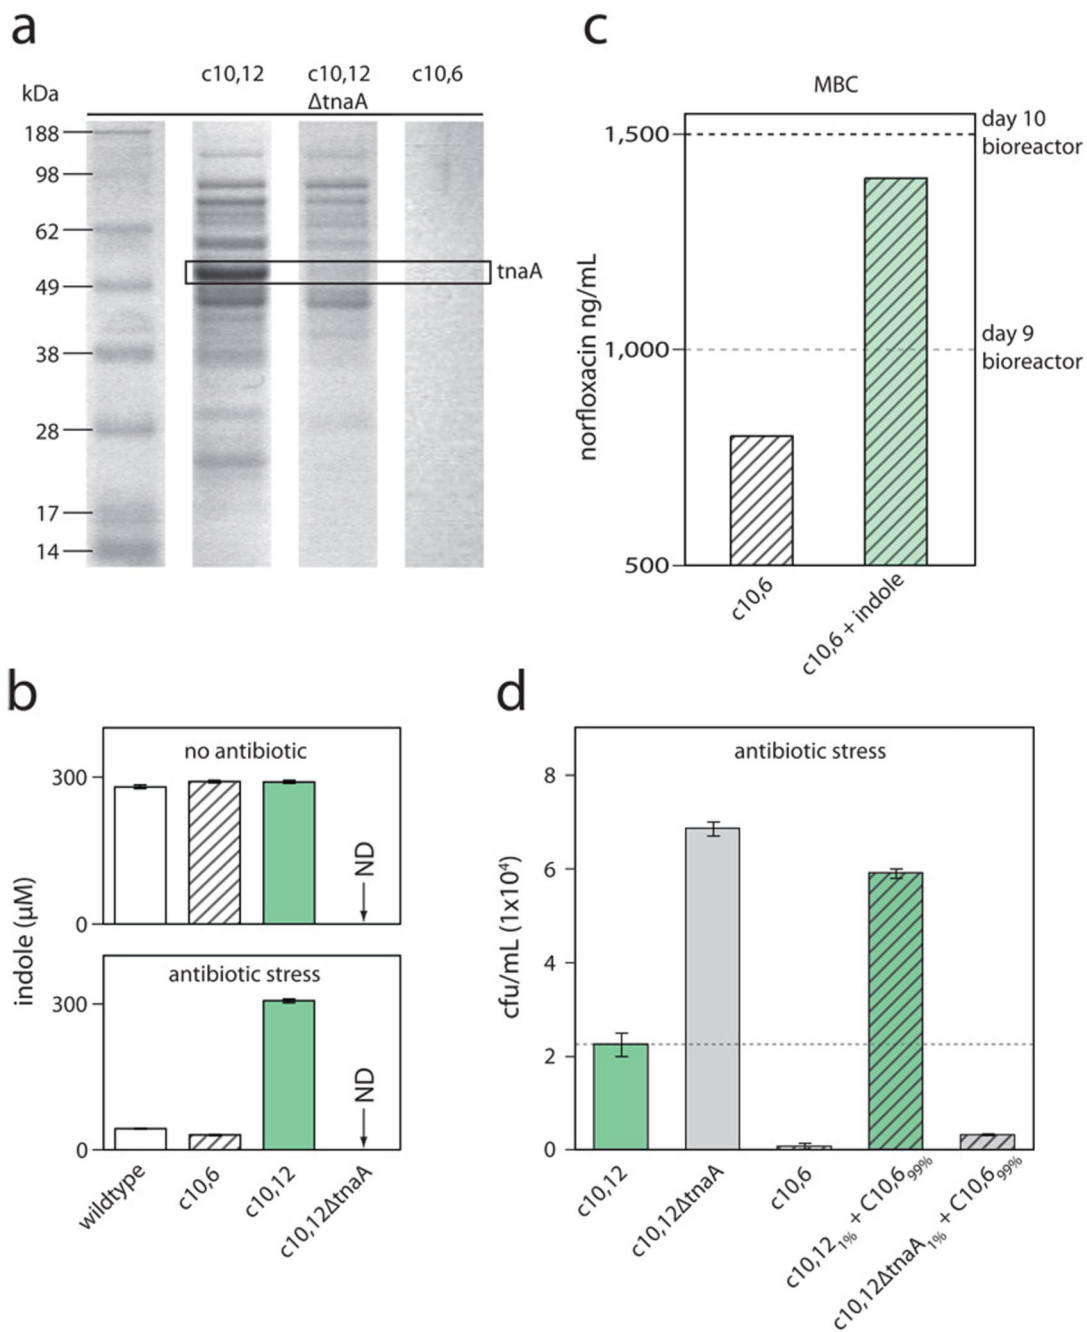 a
c10,12 c10,12 c10,6
ΔtnaA
kDa
188
98
62
tnaA
49
38
28
17
14
c
MBC
day 10
bioreactor
1,500
norfloxacin ng/mL
day 9
bioreactor
1,000
500
c10,6
c10,6 + indole
b
no antibiotic
300
ND
0
indole (μM)
antibiotic stress
300
ND
0
wildtype
c10,6
c10,12
c10,12ΔtnaA
d
antibiotic stress
8
6
cfu/mL (1x10⁴)
4
2
0
c10,12
c10,12ΔtnaA
c10,6
c10,12₁% + C10,6₉₉%
c10,12ΔtnaA₁% + C10,6₉₉%